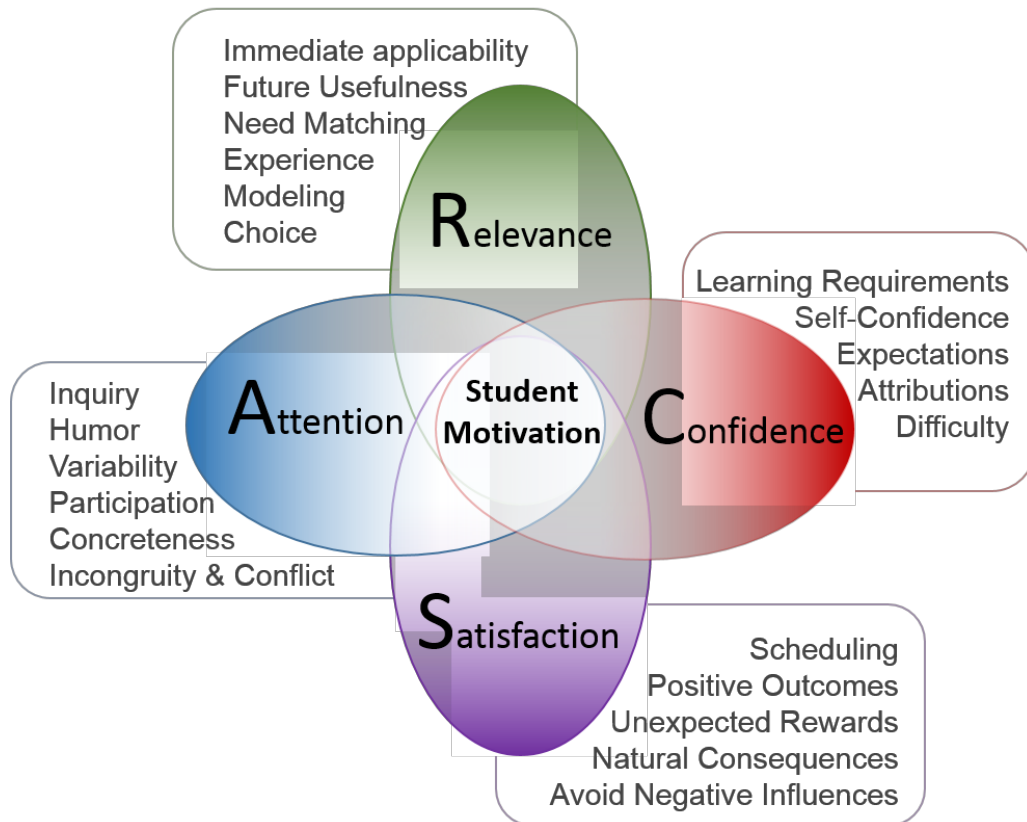 Immediate applicability
Future Usefulness
Need Matching
Experience
Modeling
Choice
Relevance
Learning Requirements
Self-Confidence
Expectations
Attributions
Difficulty
Confidence
Student
Motivation
Attention
Inquiry
Humor
Variability
Participation
Concreteness
Incongruity & Conflict
Satisfaction
Scheduling
Positive Outcomes
Unexpected Rewards
Natural Consequences
Avoid Negative Influences